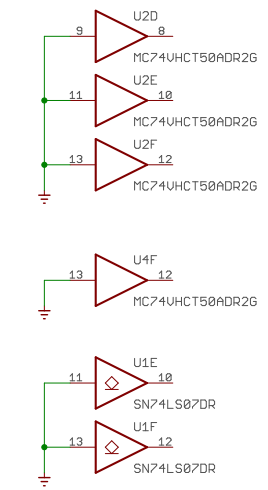 U2D
9 8
MC74VHCT50ADR2G
U2E
11 10
MC74VHCT50ADR2G
U2F
13 12
MC74VHCT50ADR2G
U4F
13 12
MC74VHCT50ADR2G
U1E
11 10
SN74LS07DR
U1F
13 12
SN74LS07DR